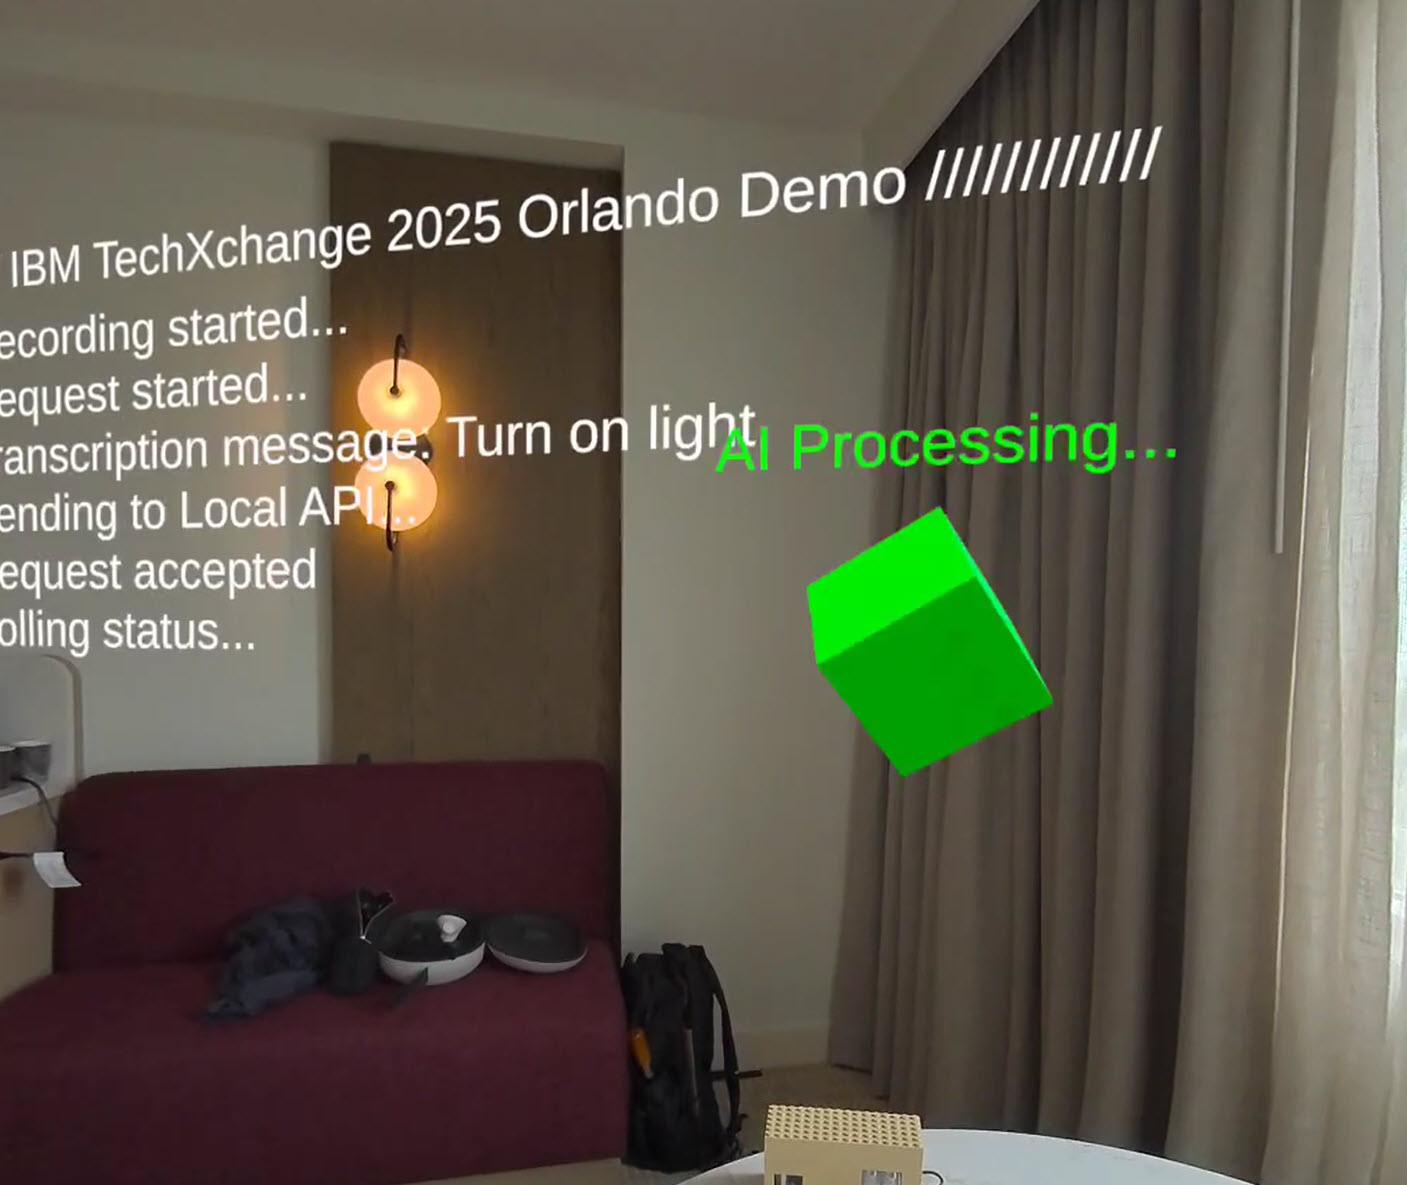 IBM TechXchange 2025 Orlando Demo ////////////
ecording started...
equest started...
ranscription message: Turn on light
AI Processing...
ending to Local API...
equest accepted
olling status...